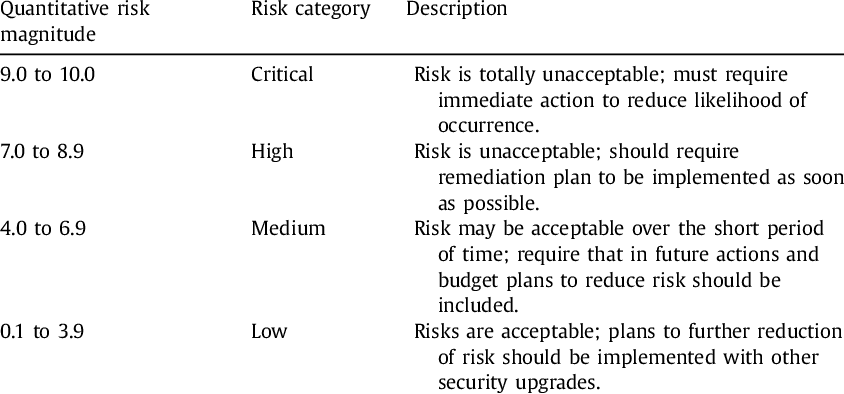 Quantitative risk magnitude Risk category Description
9.0 to 10.0 Critical Risk is totally unacceptable; must require
immediate action to reduce likelihood of
occurrence.
7.0 to 8.9 High Risk is unacceptable; should require
remediation plan to be implemented as soon
as possible.
4.0 to 6.9 Medium Risk may be acceptable over the short period
of time; require that in future actions and
budget plans to reduce risk should be
included.
0.1 to 3.9 Low Risks are acceptable; plans to further reduction
of risk should be implemented with other
security upgrades.